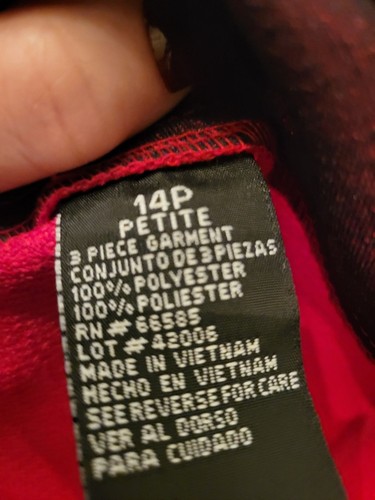 14P
PETITE
3 PIECE GARMENT
CONJUNTO DE 3 PIEZAS
100% POLYESTER
100% POLIESTER
RN # 66585
LOT # 42006
MADE IN VIETNAM
HECHO EN VIETNAM
SEE REVERSE FOR CARE
VER AL DORSO
PARA CUIDADO